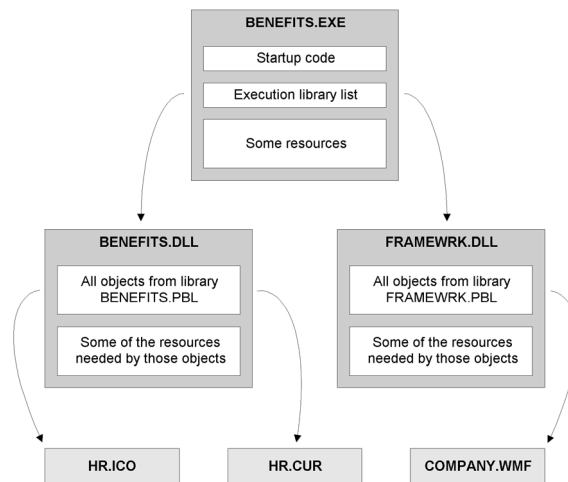 BENEFITS.EXE
Startup code
Execution library list
Some resources
BENEFITS.DLL
All objects from library
BENEFITS.PBL
Some of the resources
needed by those objects
FRAMEWRK.DLL
All objects from library
FRAMEWRK.PBL
Some of the resources
needed by those objects
HR.ICO
HR.CUR
COMPANY.WMF